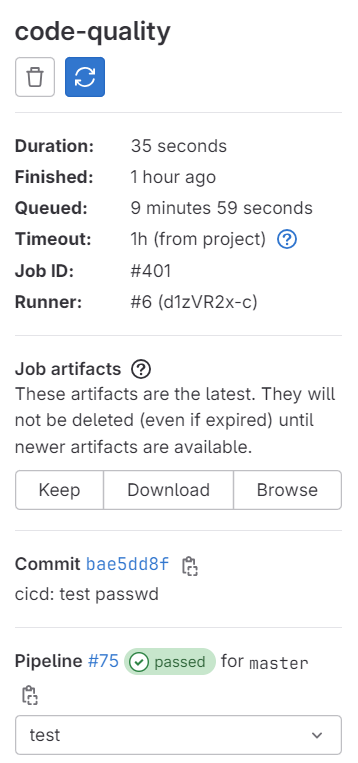 code-quality
Duration: 35 seconds
Finished: 1 hour ago
Queued: 9 minutes 59 seconds
Timeout: 1h (from project)
Job ID: #401
Runner: #6 (d1zVR2x-c)
Job artifacts
These artifacts are the latest. They will
not be deleted (even if expired) until
newer artifacts are available.
Keep Download Browse
Commit bae5dd8f
cicd: test passwd
Pipeline #75 passed for master
test